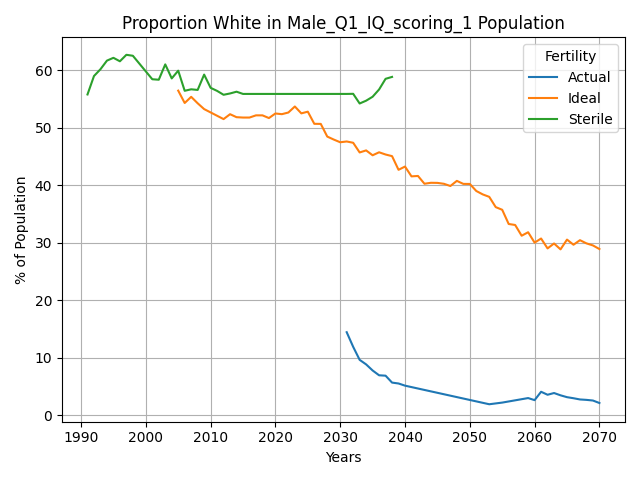 Proportion White in Male_Q1_IQ_scoring_1 Population
Fertility
Actual
Ideal
Sterile
% of Population
60
50
40
30
20
10
0
1990 2000 2010 2020 2030 2040 2050 2060 2070
Years